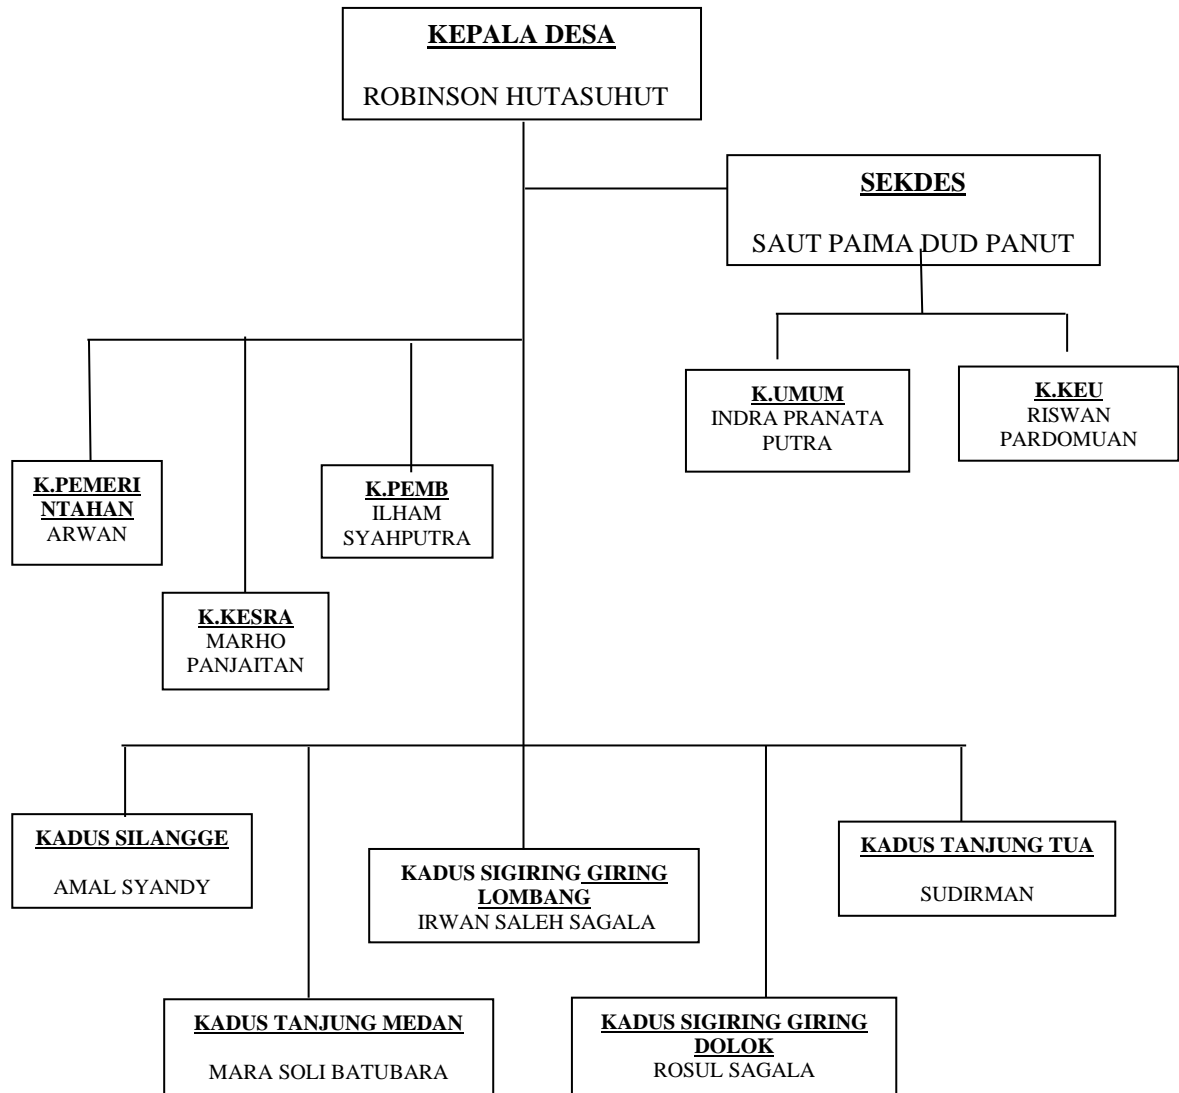 KEPALA DESA
ROBINSON HUTASUHUT
SEKDES
SAUT PAIMA DUD PANUT
K.UMUM
INDRA PRANATA
PUTRA
K.KEU
RISWAN
PARDOMUAN
K.PEMERI
NTAHAN
ARWAN
K.PEMB
ILHAM
SYAHPUTRA
K.KESRA
MARHO
PANJAITAN
KADUS SILANGGE
AMAL SYANDY
KADUS SIGIRING GIRING
LOMBANG
IRWAN SALEH SAGALA
KADUS TANJUNG TUA
SUDIRMAN
KADUS TANJUNG MEDAN
MARA SOLI BATUBARA
KADUS SIGIRING GIRING
DOLOK
ROSUL SAGALA